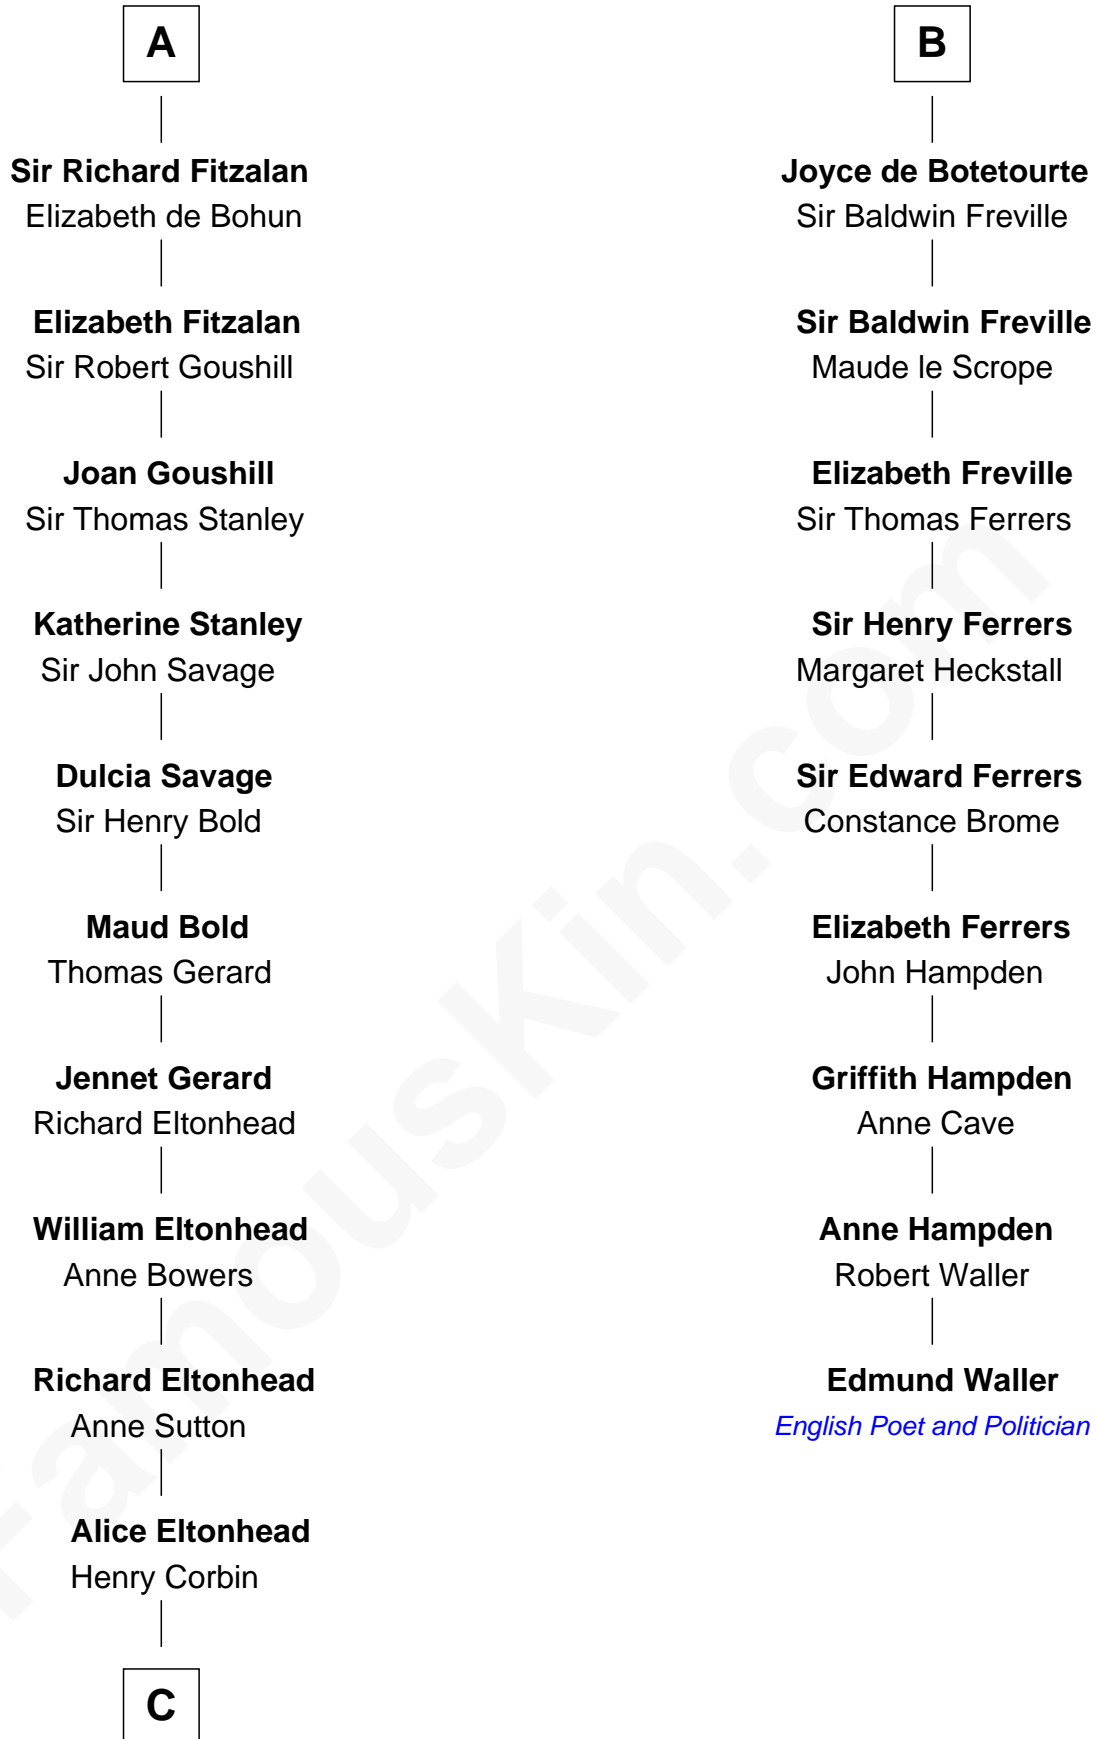 A
Sir Richard Fitzalan
Elizabeth de Bohun
Elizabeth Fitzalan
Sir Robert Goushill
Joan Goushill
Sir Thomas Stanley
Katherine Stanley
Sir John Savage
Dulcia Savage
Sir Henry Bold
Maud Bold
Thomas Gerard
Jennet Gerard
Richard Eltonhead
William Eltonhead
Anne Bowers
Richard Eltonhead
Anne Sutton
Alice Eltonhead
Henry Corbin
C
B
Joyce de Botetourte
Sir Baldwin Freville
Sir Baldwin Freville
Maude le Scrope
Elizabeth Freville
Sir Thomas Ferrers
Sir Henry Ferrers
Margaret Heckstall
Sir Edward Ferrers
Constance Brome
Elizabeth Ferrers
John Hampden
Griffith Hampden
Anne Cave
Anne Hampden
Robert Waller
Edmund Waller
English Poet and Politician
FamousKin.com